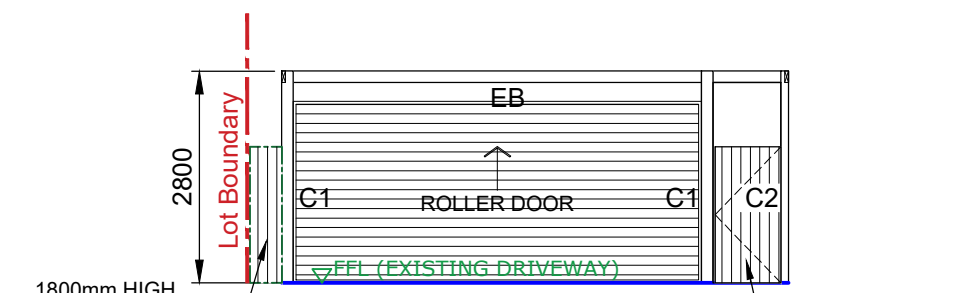 EB
2800
Lot Boundary
C1
ROLLER DOOR
C1
C2
FFL (EXISTING DRIVEWAY)
1800mm HIGH